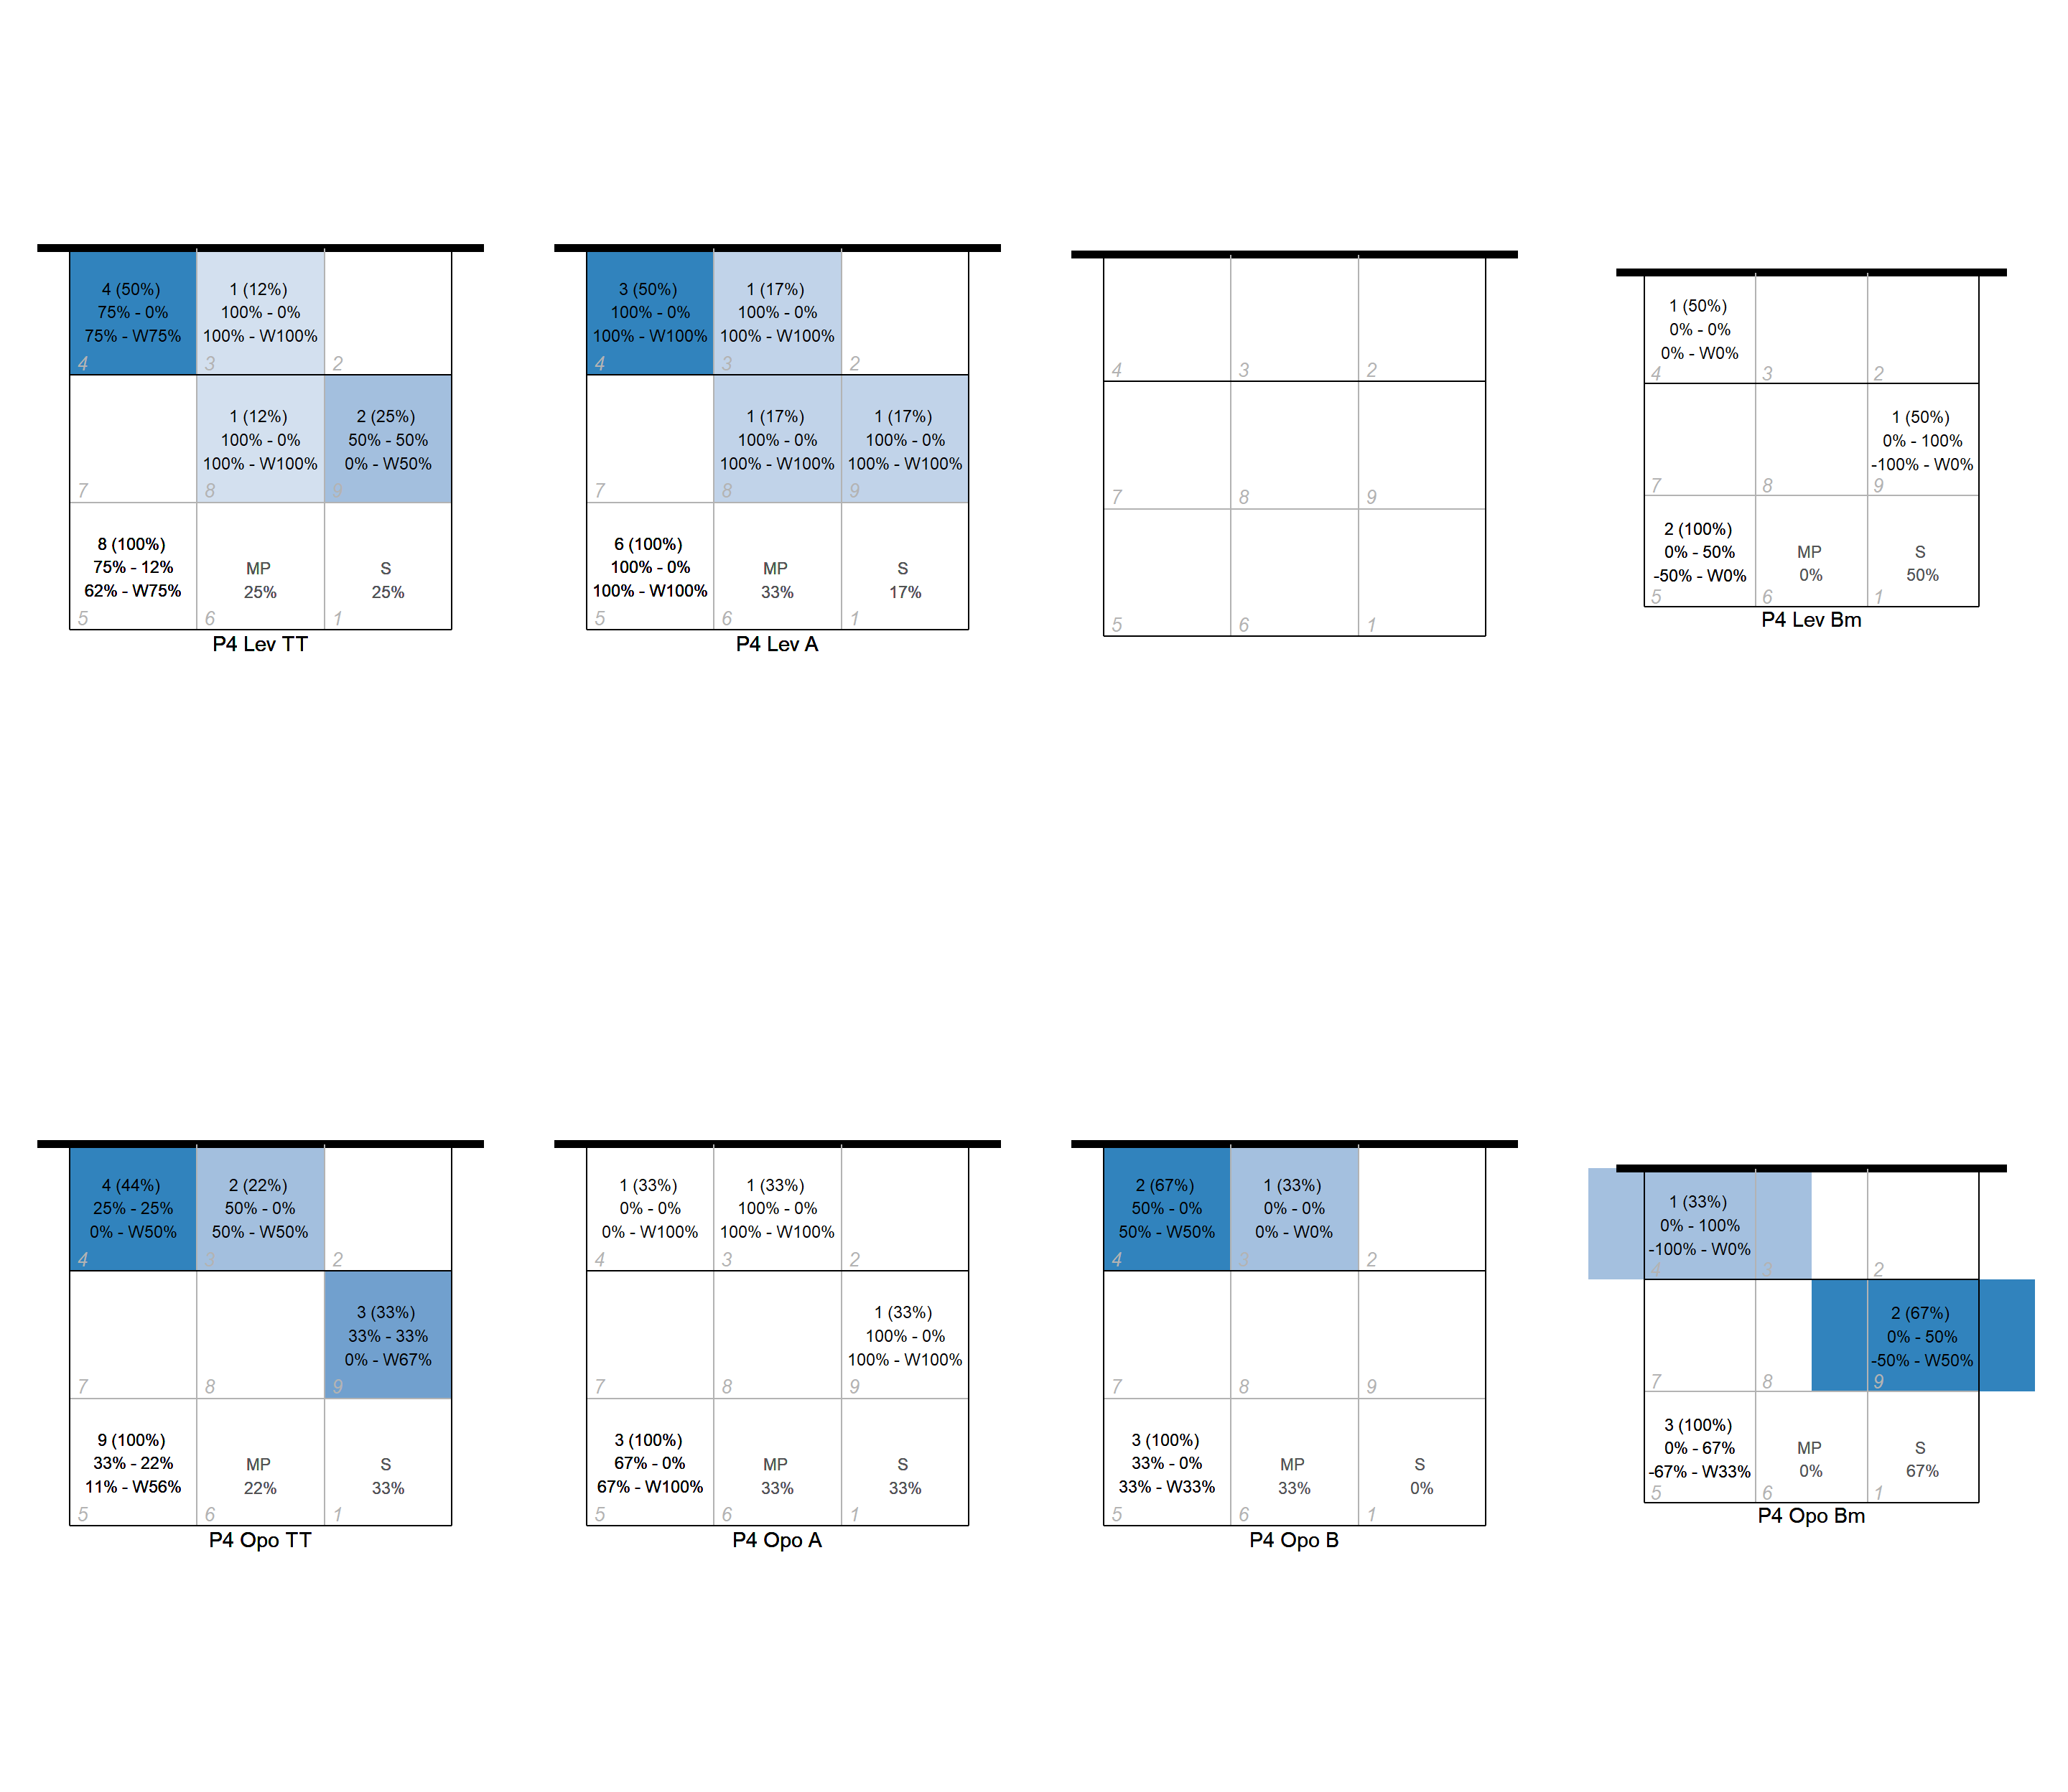 4 (50%)
75% - 0%
75% - W75%
4
1 (12%)
100% - 0%
100% - W100%
3
2
7
1 (12%)
100% - 0%
100% - W100%
8
2 (25%)
50% - 50%
0% - W50%
9
8 (100%)
75% - 12%
62% - W75%
5
MP
25%
6
S
25%
1
P4 Lev TT
3 (50%)
100% - 0%
100% - W100%
4
1 (17%)
100% - 0%
100% - W100%
3
2
7
1 (17%)
100% - 0%
100% - W100%
8
1 (17%)
100% - 0%
100% - W100%
9
6 (100%)
100% - 0%
100% - W100%
5
MP
33%
6
S
17%
1
P4 Lev A
4
3
2
7
8
9
5
6
1
1 (50%)
0% - 0%
0% - W0%
4
3
2
7
8
1 (50%)
0% - 100%
-100% - W0%
9
2 (100%)
0% - 50%
-50% - W0%
5
MP
0%
6
S
50%
1
P4 Lev Bm
4 (44%)
25% - 25%
0% - W50%
4
2 (22%)
50% - 0%
50% - W50%
3
2
7
8
3 (33%)
33% - 33%
0% - W67%
9
9 (100%)
33% - 22%
11% - W56%
5
MP
22%
6
S
33%
1
P4 Opo TT
1 (33%)
0% - 0%
0% - W100%
4
1 (33%)
100% - 0%
100% - W100%
3
2
7
8
1 (33%)
100% - 0%
100% - W100%
9
3 (100%)
67% - 0%
67% - W100%
5
MP
33%
6
S
33%
1
P4 Opo A
2 (67%)
50% - 0%
50% - W50%
4
1 (33%)
0% - 0%
0% - W0%
3
2
7
8
9
3 (100%)
33% - 0%
33% - W33%
5
MP
33%
6
S
0%
1
P4 Opo B
1 (33%)
0% - 100%
-100% - W0%
4
3
2
7
8
2 (67%)
0% - 50%
-50% - W50%
9
3 (100%)
0% - 67%
-67% - W33%
5
MP
0%
6
S
67%
1
P4 Opo Bm